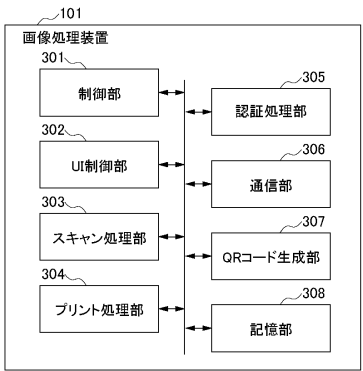 101
画像処理装置
301
制御部
302
UI制御部
303
スキャン処理部
304
プリント処理部
305
認証処理部
306
通信部
307
QRコード生成部
308
記憶部